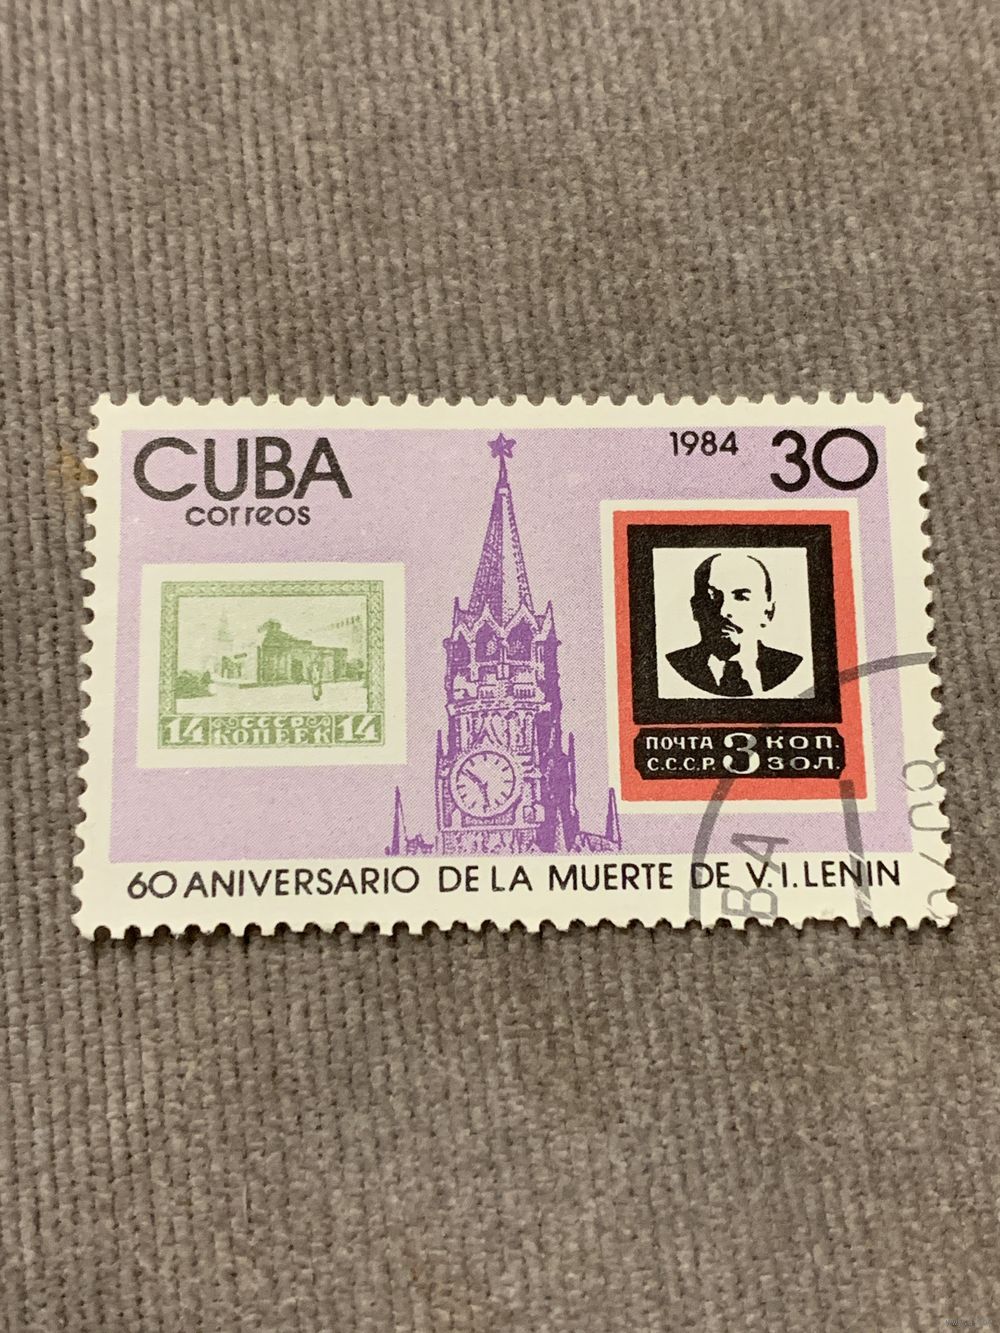 CUBA
correos
1984 30
14 СССР 14
КОПЕЕК
ПОЧТА 3 КОП.
С.С.С.Р. ЗОЛ.
60 ANIVERSARIO DE LA MUERTE DE V.I.LENIN
BA